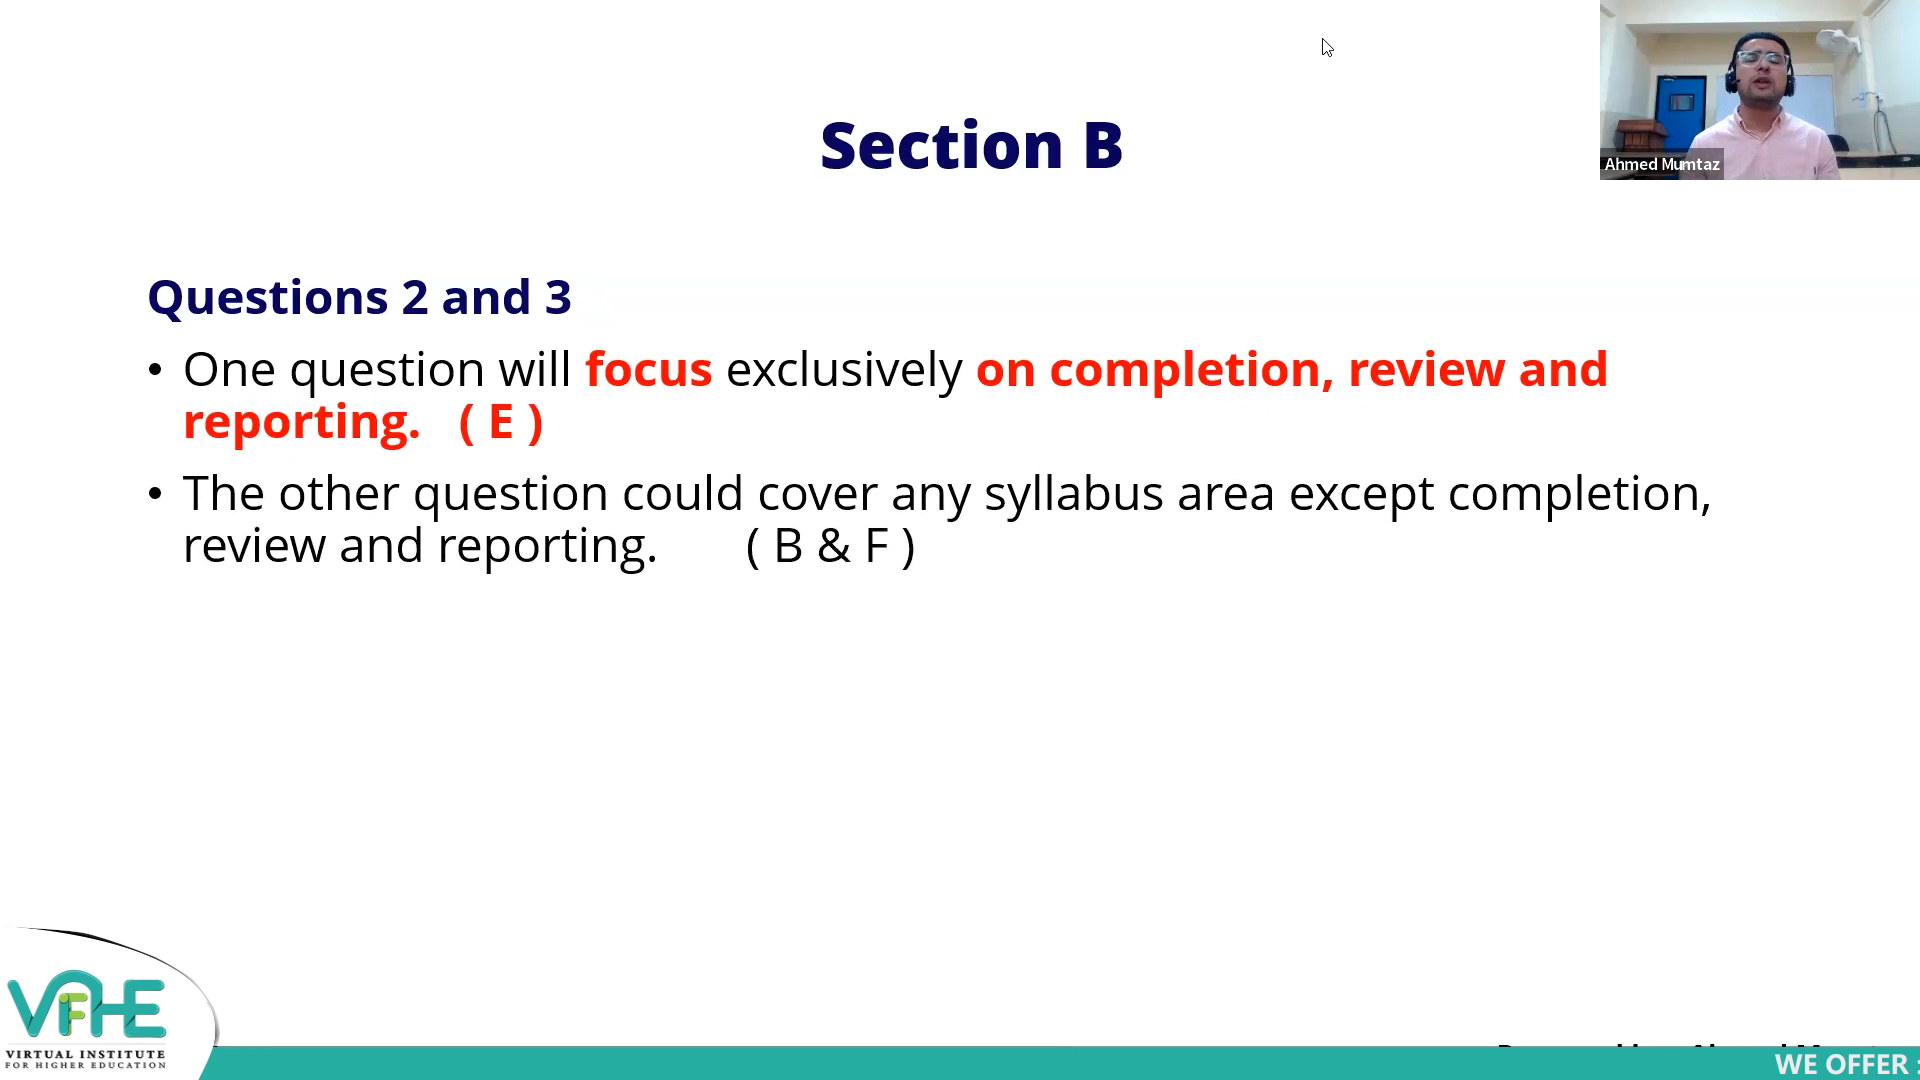 Section B
Ahmed Mumtaz
Questions 2 and 3
• One question will focus exclusively on completion, review and
reporting. ( E )
• The other question could cover any syllabus area except completion,
review and reporting. ( B & F )
VIFHE
VIRTUAL INSTITUTE
FOR HIGHER EDUCATION
WE OFFER :